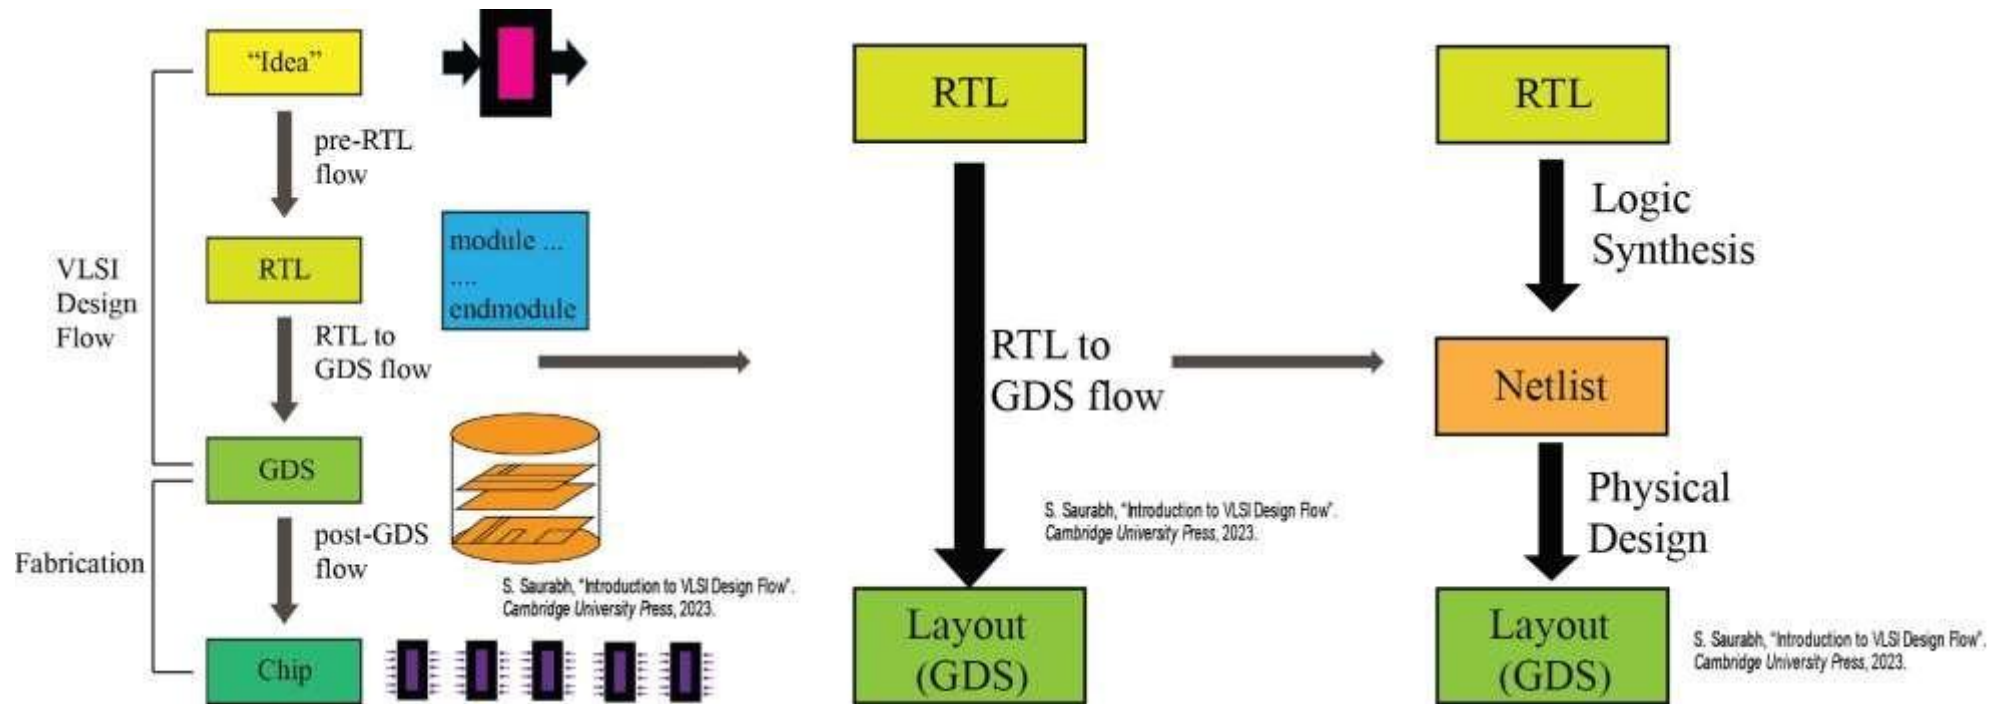 “Idea”
pre-RTL
flow
VLSI
Design
Flow
RTL
module ...
....
endmodule
RTL to
GDS flow
GDS
Fabrication
post-GDS
flow
S. Saurabh, “Introduction to VLSI Design Flow”.
Cambridge University Press, 2023.
Chip
RTL
RTL to
GDS flow
S. Saurabh, “Introduction to VLSI Design Flow”.
Cambridge University Press, 2023.
Layout
(GDS)
RTL
Logic
Synthesis
Netlist
Physical
Design
Layout
(GDS)
S. Saurabh, “Introduction to VLSI Design Flow”.
Cambridge University Press, 2023.